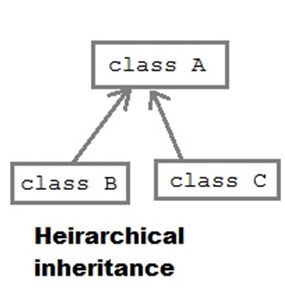 class A
class B
class C
Heirarchical
inheritance